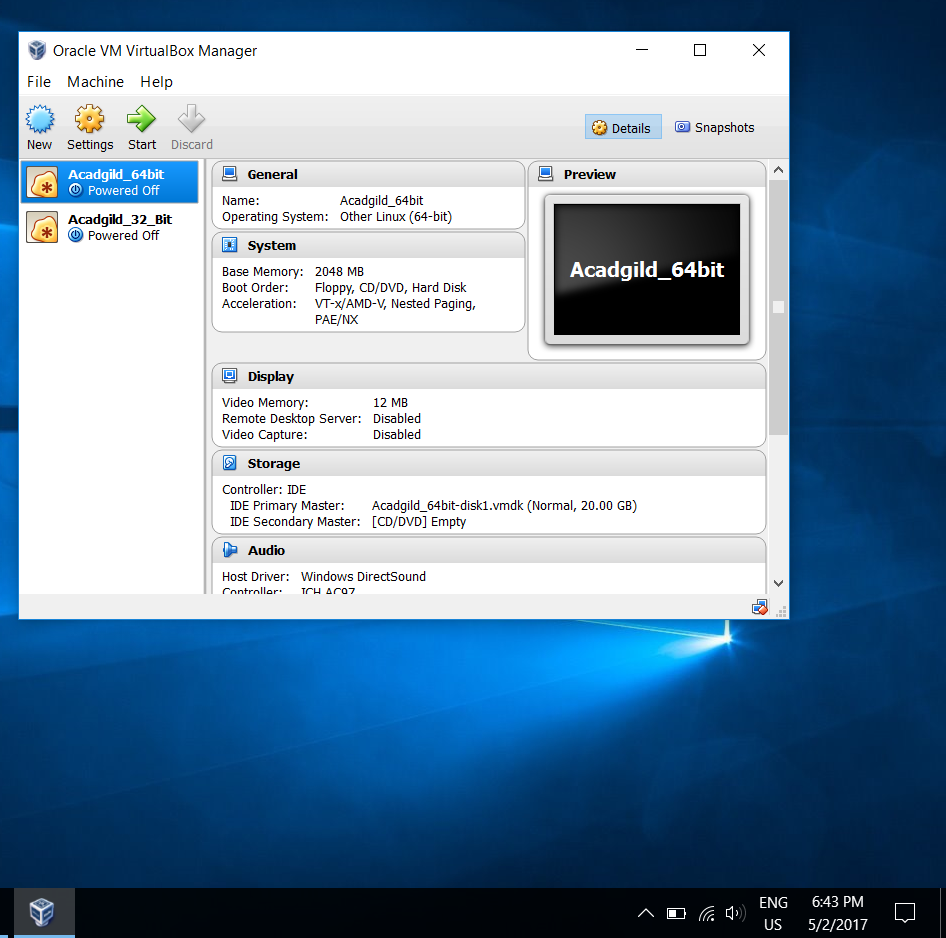 Oracle VM VirtualBox Manager
File Machine Help
New Settings Start Discard
Details Snapshots
Acadgild_64bit
Powered Off
Acadgild_32_Bit
Powered Off
General
Name: Acadgild_64bit
Operating System: Other Linux (64-bit)
System
Base Memory: 2048 MB
Boot Order: Floppy, CD/DVD, Hard Disk
Acceleration: VT-x/AMD-V, Nested Paging,
PAE/NX
Preview
Acadgild_64bit
Display
Video Memory: 12 MB
Remote Desktop Server: Disabled
Video Capture: Disabled
Storage
Controller: IDE
IDE Primary Master: Acadgild_64bit-disk1.vmdk (Normal, 20.00 GB)
IDE Secondary Master: [CD/DVD] Empty
Audio
Host Driver: Windows DirectSound
Controller: ICH AC97
ENG
US
6:43 PM
5/2/2017